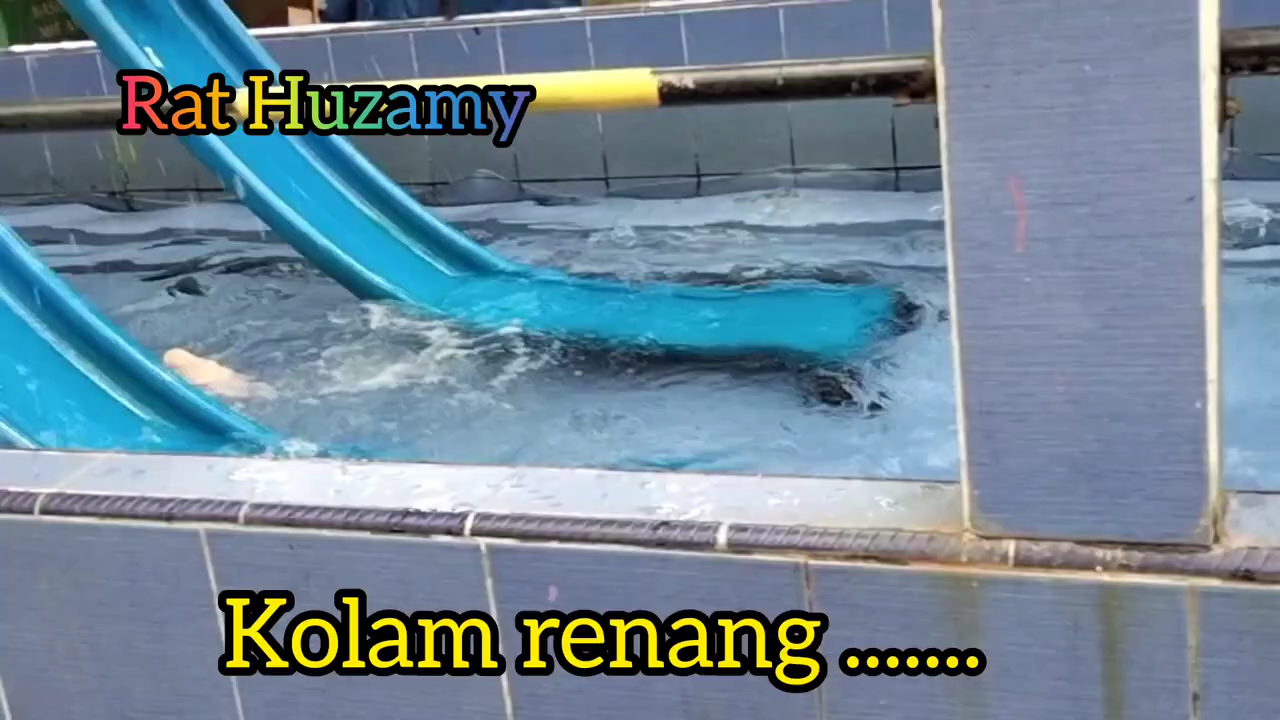 Rat Huzamy
Kolam renang .......